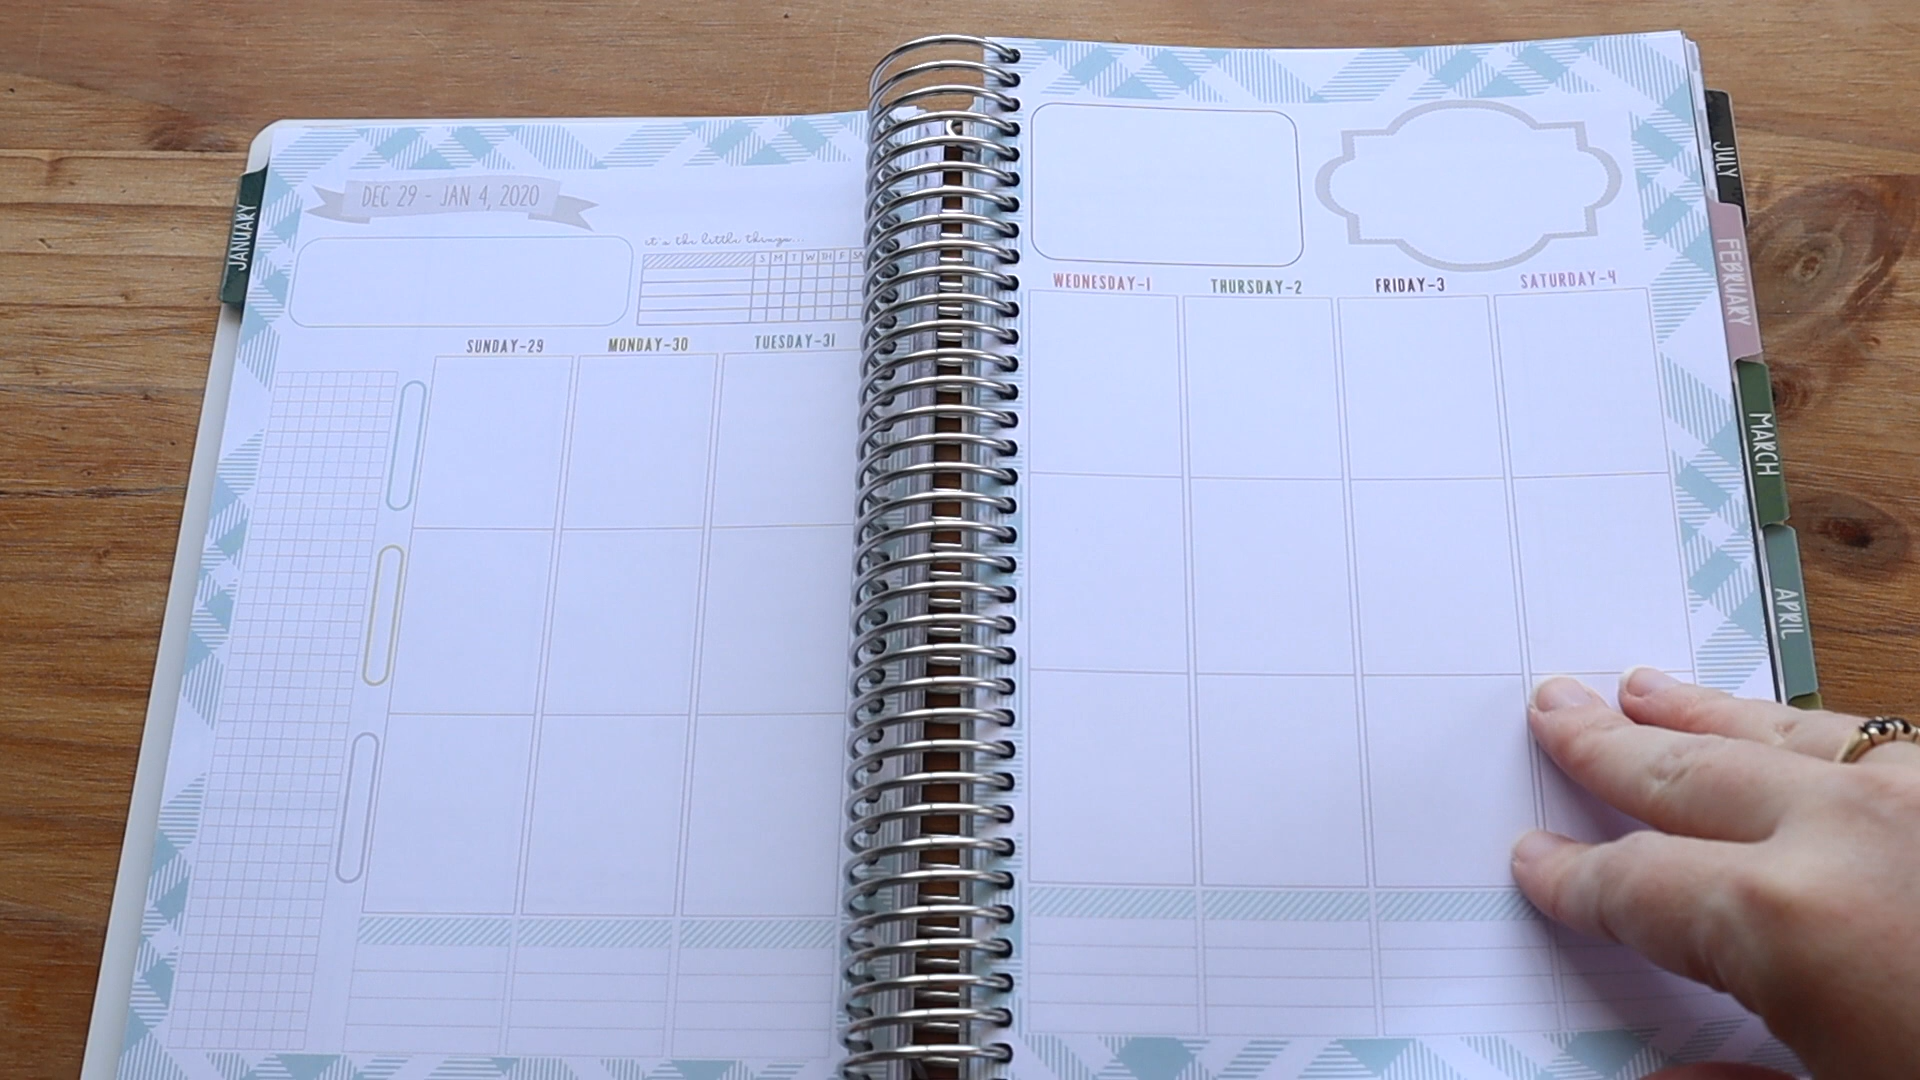 JANUARY
DEC 29 - JAN 4, 2020
it's the little things...
S M T W TH F SA
SUNDAY-29 MONDAY-30 TUESDAY-31
WEDNESDAY-1 THURSDAY-2 FRIDAY-3 SATURDAY-4
JULY
FEBRUARY
MARCH
APRIL